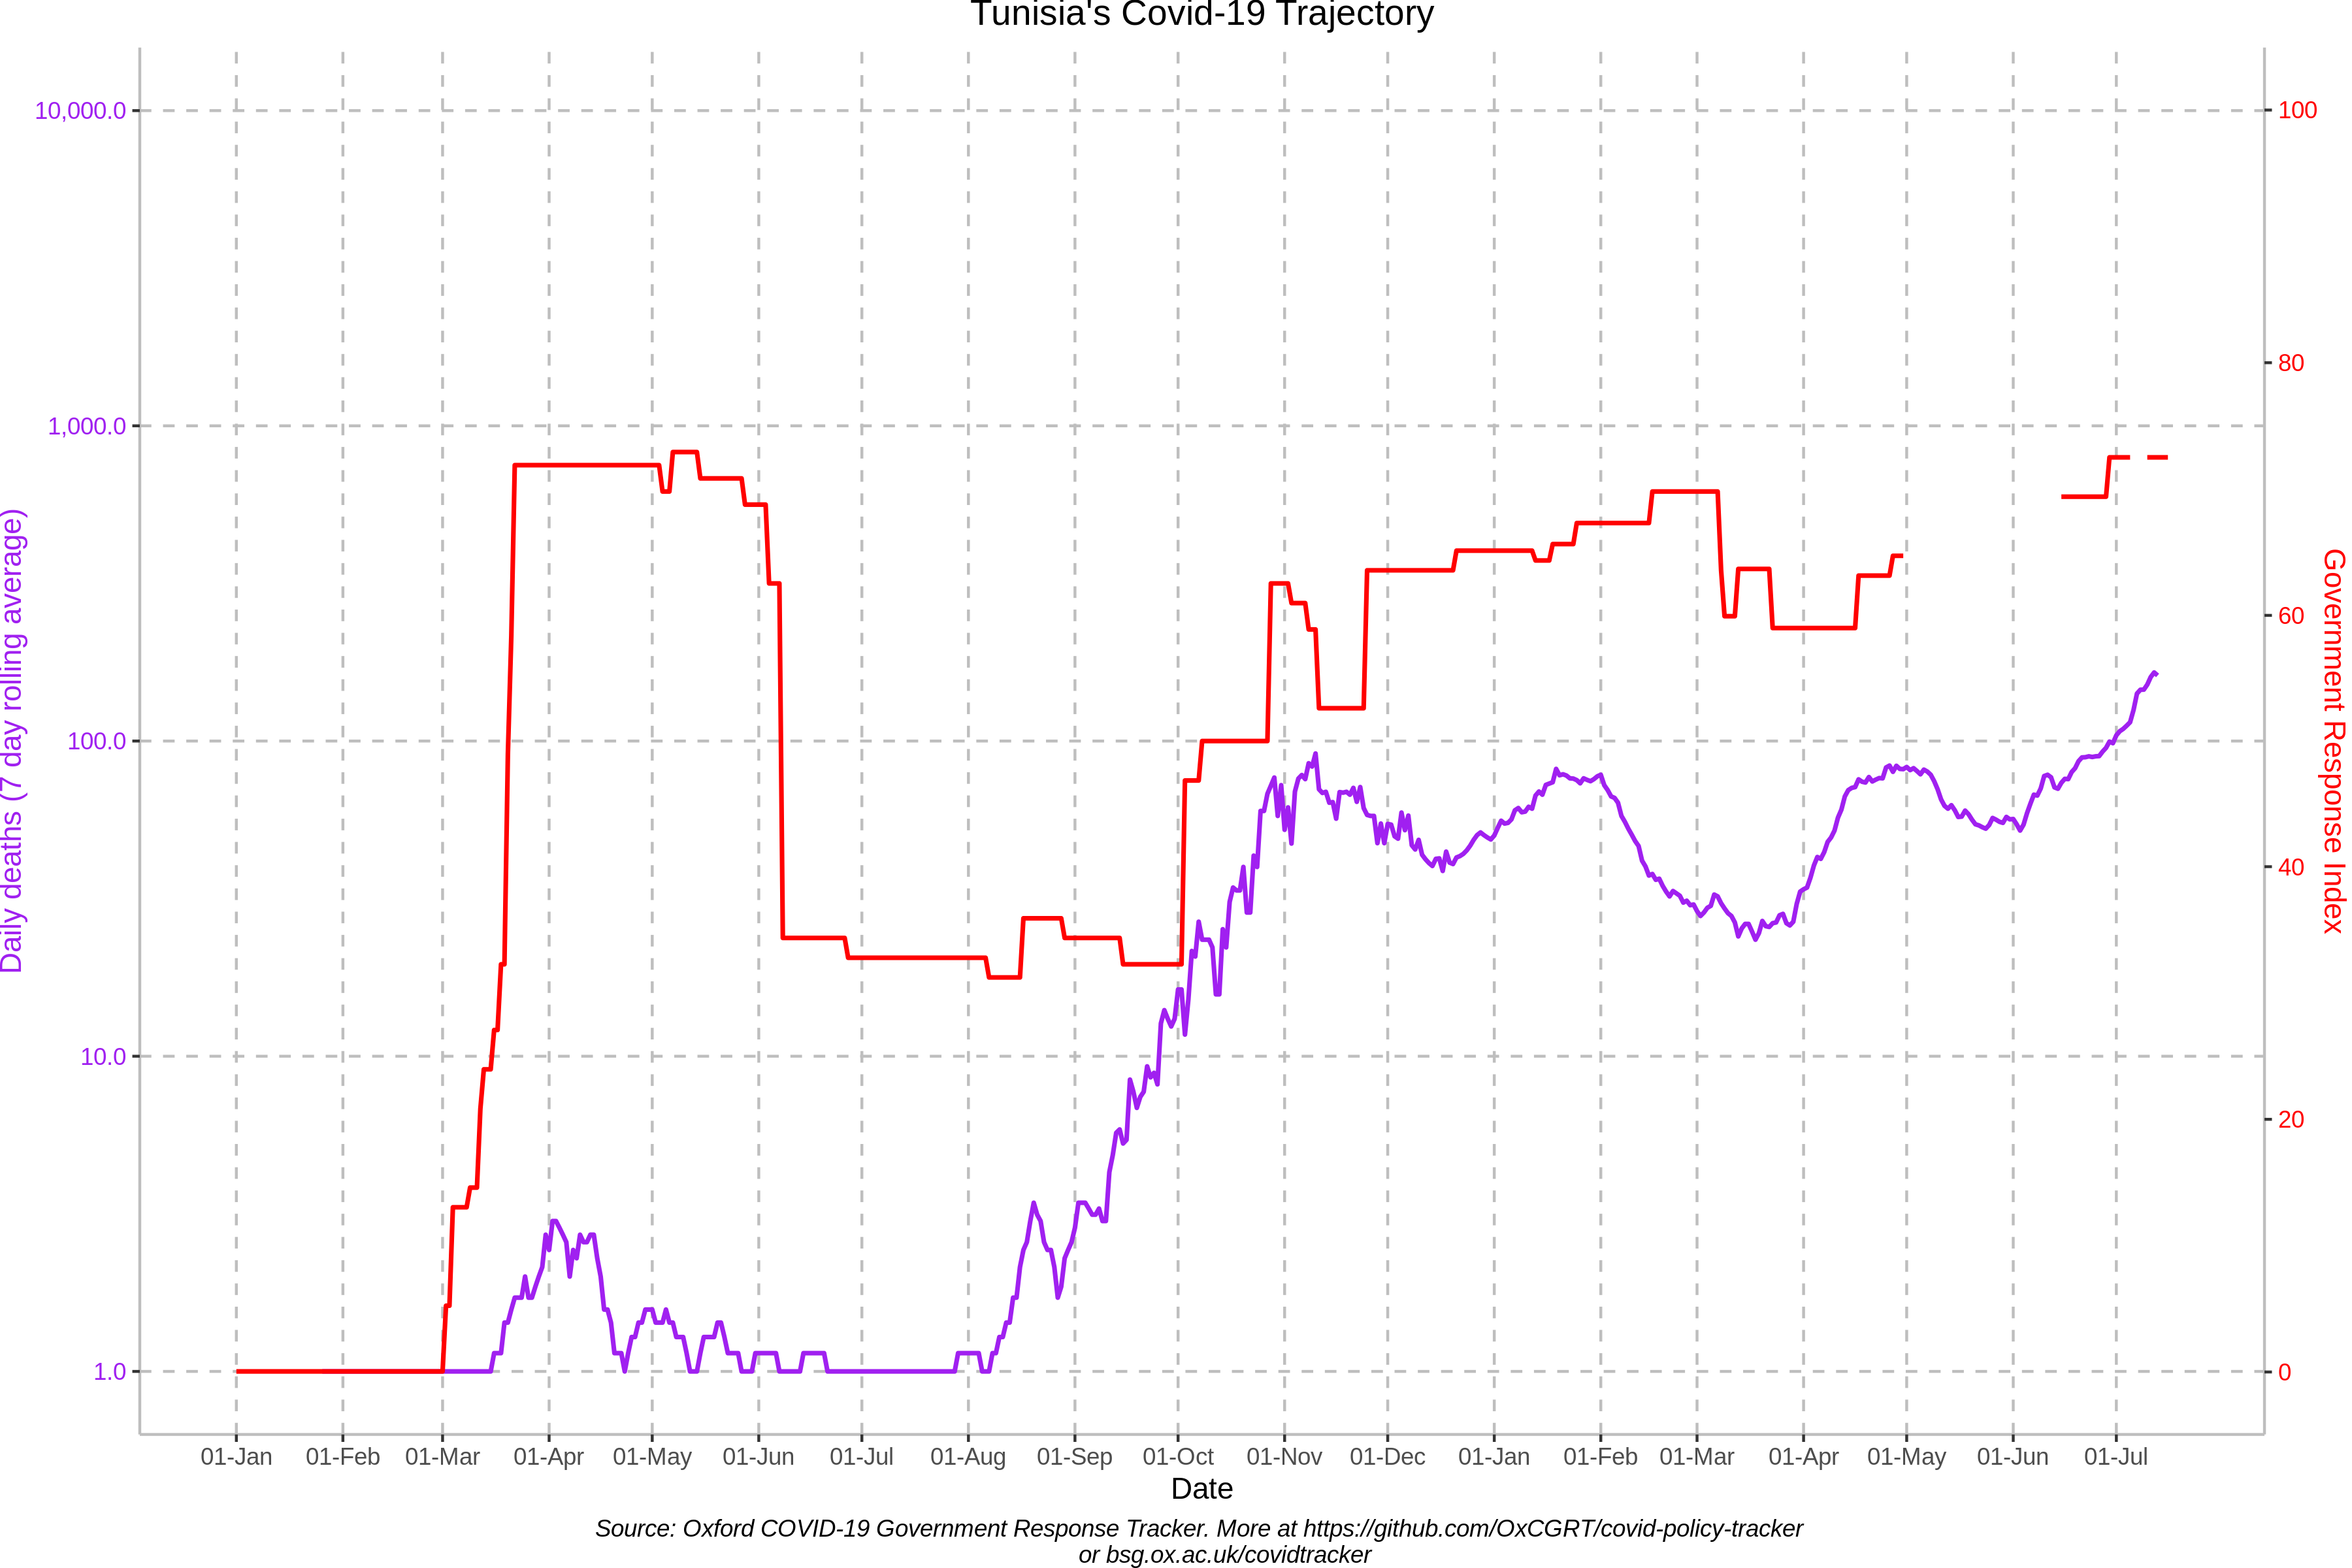 Tunisia's Covid-19 Trajectory
10,000.0
1,000.0
100.0
10.0
1.0
Daily deaths (7 day rolling average)
100
80
60
40
20
0
Government Response Index
01-Jan 01-Feb 01-Mar 01-Apr 01-May 01-Jun 01-Jul 01-Aug 01-Sep 01-Oct 01-Nov 01-Dec 01-Jan 01-Feb 01-Mar 01-Apr 01-May 01-Jun 01-Jul
Date
Source: Oxford COVID-19 Government Response Tracker. More at https://github.com/OxCGRT/covid-policy-tracker
or bsg.ox.ac.uk/covidtracker